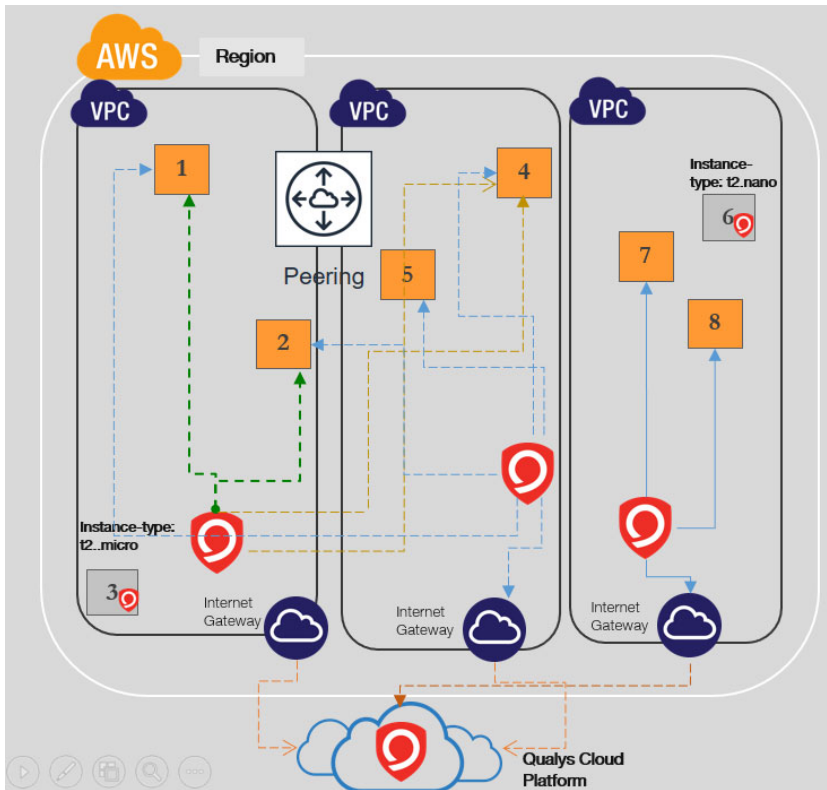 AWS
Region
VPC
VPC
VPC
1
4
Instance-
type: t2.nano
6
Peering
5
7
2
8
Instance-type:
t2..micro
3
Internet
Gateway
Internet
Gateway
Internet
Gateway
Qualys Cloud
Platform